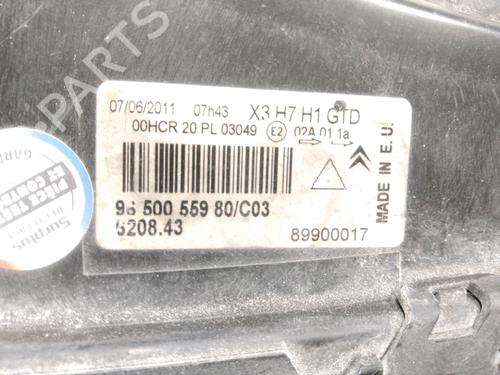 07/06/2011 07h43 X3 H7 H1 GTD
00HCR 20 PL 03049 E2 02A 01 1a
MADE IN E.U.
96 500 559 80/C03
6208.43
89900017
Surplus
PARTS